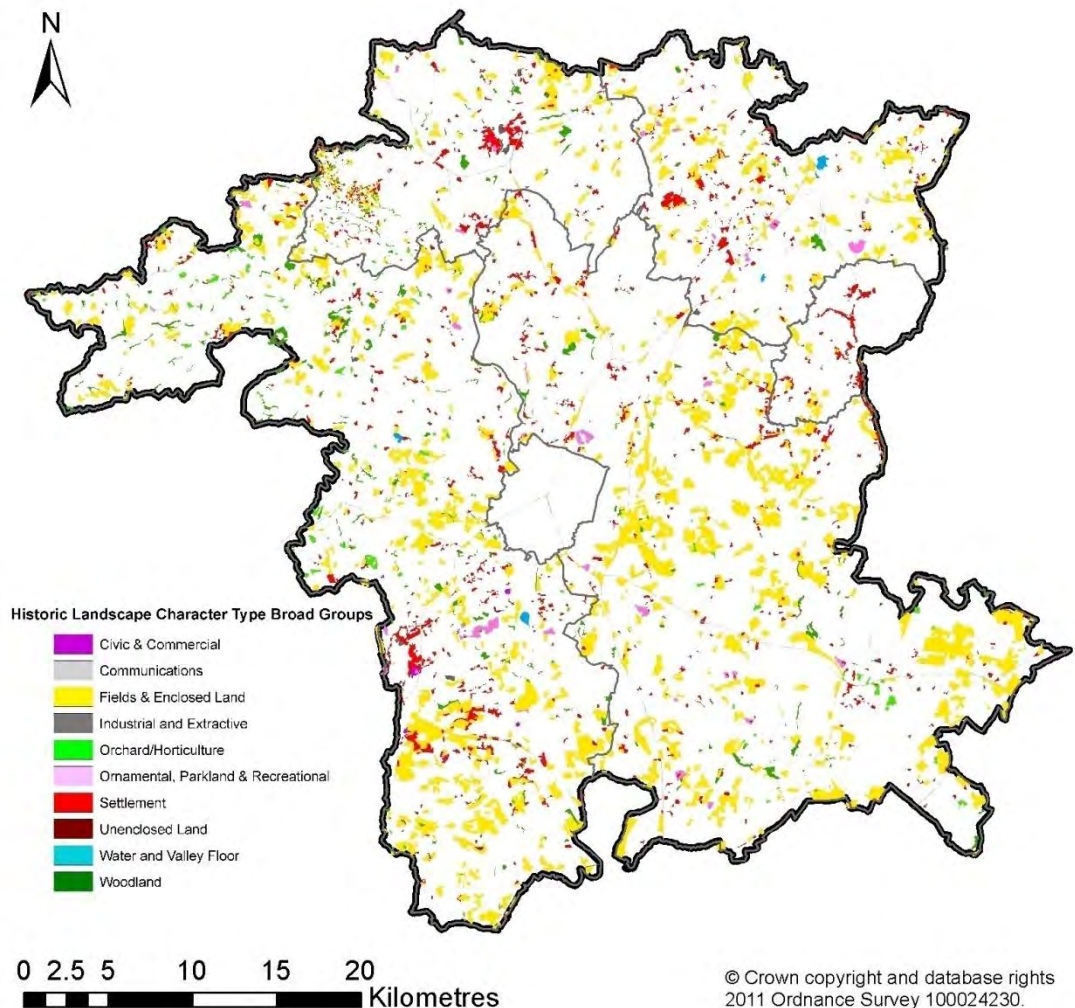 N
Historic Landscape Character Type Broad Groups
Civic & Commercial
Communications
Fields & Enclosed Land
Industrial and Extractive
Orchard/Horticulture
Ornamental, Parkland & Recreational
Settlement
Unenclosed Land
Water and Valley Floor
Woodland
0 2.5 5 10 15 20
Kilometres
© Crown copyright and database rights
2011 Ordnance Survey 100024230.